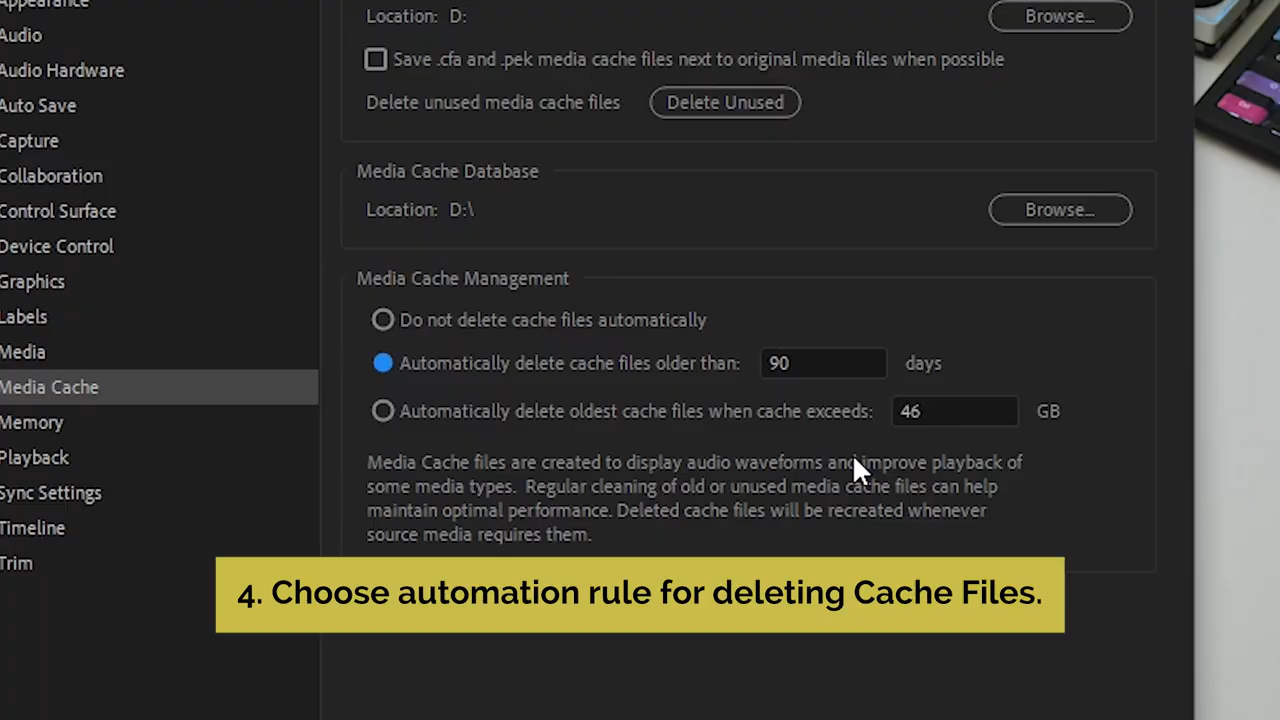 Appearance
Audio
Audio Hardware
Auto Save
Capture
Collaboration
Control Surface
Device Control
Graphics
Labels
Media
Media Cache
Memory
Playback
Sync Settings
Timeline
Trim
Location: D:
Browse...
Save .cfa and .pek media cache files next to original media files when possible
Delete unused media cache files
Delete Unused
Media Cache Database
Location: D:\
Browse...
Media Cache Management
Do not delete cache files automatically
Automatically delete cache files older than: 90 days
Automatically delete oldest cache files when cache exceeds: 46 GB
Media Cache files are created to display audio waveforms and improve playback of
some media types. Regular cleaning of old or unused media cache files can help
maintain optimal performance. Deleted cache files will be recreated whenever
source media requires them.
4. Choose automation rule for deleting Cache Files.